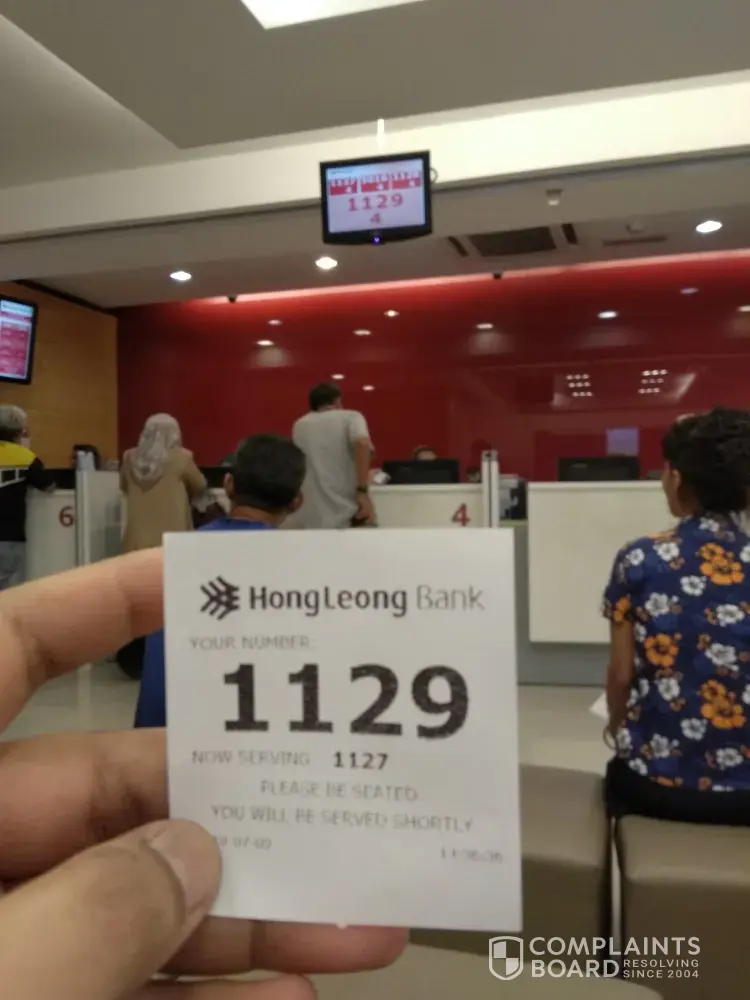 1129
4
6
4
HongLeong Bank
YOUR NUMBER:
1129
NOW SERVING 1127
PLEASE BE SEATED
YOU WILL BE SERVED SHORTLY
COMPLAINTS
BOARD RESOLVING
SINCE 2004